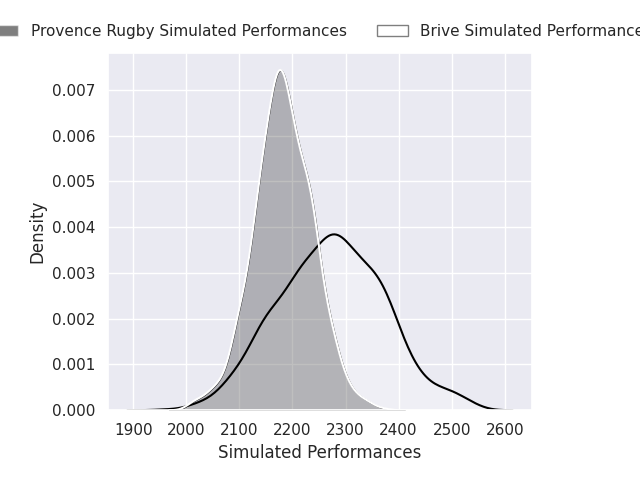 Provence Rugby Simulated Performances
Brive Simulated Performance
0.007
0.006
0.005
0.004
0.003
0.002
0.001
0.000
Density
1900 2000 2100 2200 2300 2400 2500 2600
Simulated Performances